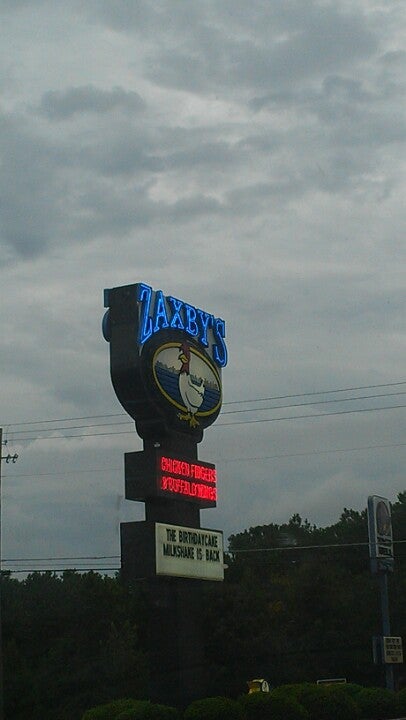 ZAXBY'S
CHICKEN FINGERS
& BUFFALO WINGS
THE BIRTHDAYCAKE
MILKSHAKE IS BACK